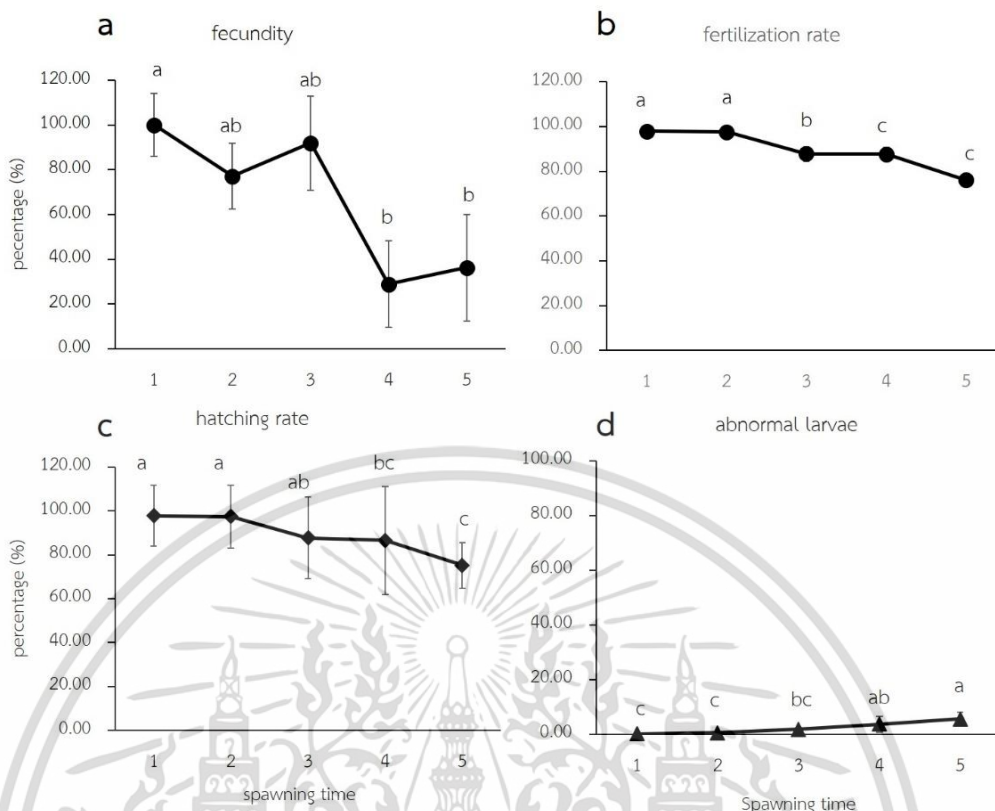 a
fecundity
120.00
100.00
80.00
60.00
40.00
20.00
0.00
pecentage (%)
a
ab
ab
b
b
1 2 3 4 5
b
fertilization rate
120.00
100.00
80.00
60.00
40.00
20.00
0.00
a
a
b
c
c
1 2 3 4 5
c
hatching rate
120.00
100.00
80.00
60.00
40.00
20.00
0.00
percentage (%)
a
a
ab
bc
c
1 2 3 4 5
spawning time
d
abnormal larvae
100.00
80.00
60.00
40.00
20.00
0.00
c
c
bc
ab
a
1 2 3 4 5
Spawning time